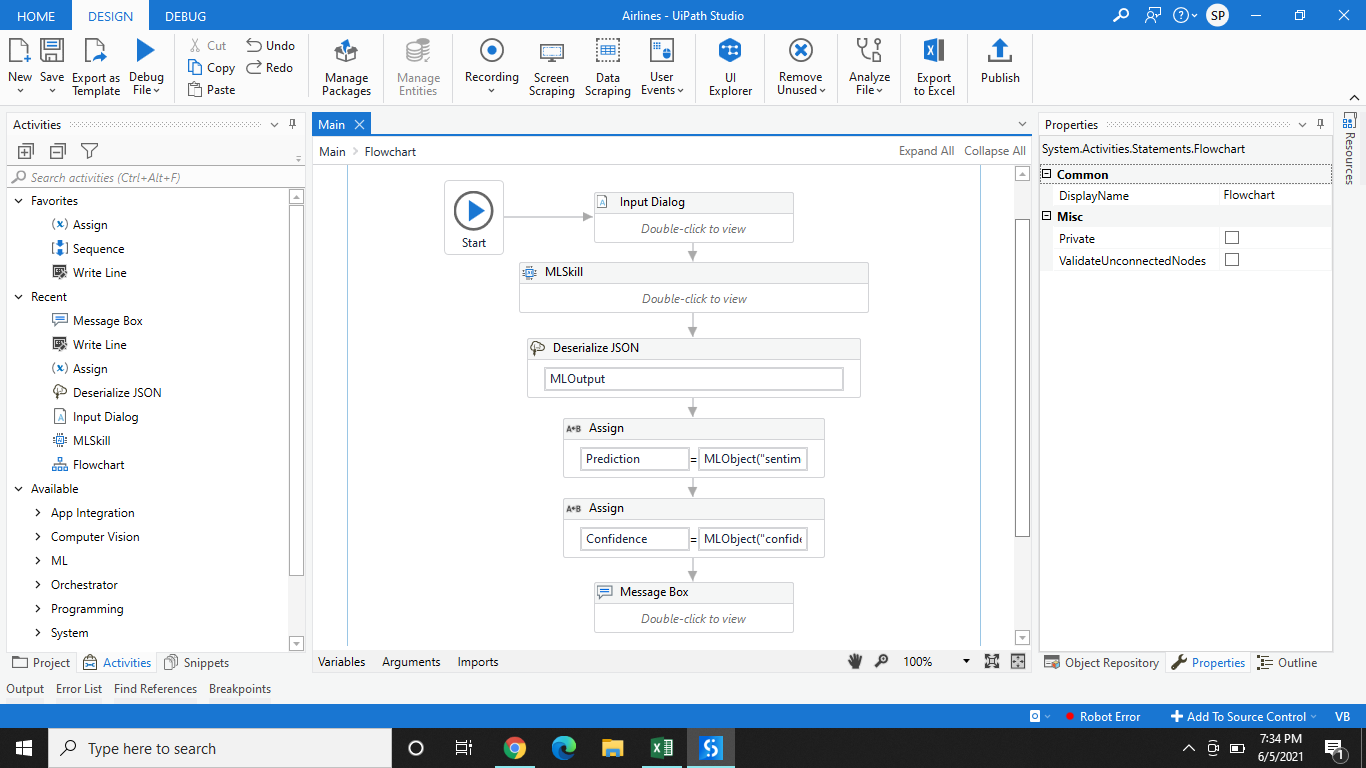 HOME DESIGN DEBUG Airlines - UiPath Studio SP
New Save Export as Template Debug File Cut Copy Paste Undo Redo Manage Packages Manage Entities Recording Screen Scraping Data Scraping User Events UI Explorer Remove Unused Analyze File Export to Excel Publish
Activities
Search activities (Ctrl+Alt+F)
Favorites
Assign
Sequence
Write Line
Recent
Message Box
Write Line
Assign
Deserialize JSON
Input Dialog
MLSkill
Flowchart
Available
App Integration
Computer Vision
ML
Orchestrator
Programming
System
Project Activities Snippets
Main
Main Flowchart Expand All Collapse All
Start
Input Dialog
Double-click to view
MLSkill
Double-click to view
Deserialize JSON
MLOutput
A*B Assign
Prediction = MLObject("sentim
A*B Assign
Confidence = MLObject("confide
Message Box
Double-click to view
Variables Arguments Imports 100%
Properties
System.Activities.Statements.Flowchart
Common
DisplayName Flowchart
Misc
Private
ValidateUnconnectedNodes
Resources
Object Repository Properties Outline
Output Error List Find References Breakpoints
Robot Error Add To Source Control VB
Type here to search
7:34 PM
6/5/2021
1